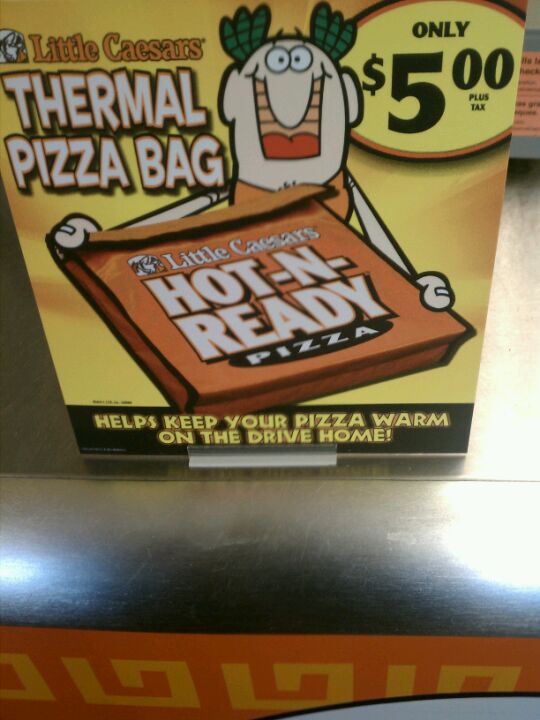 Little Caesars
THERMAL
PIZZA BAG
ONLY
$5 00
PLUS
TAX
Little Caesars
HOT-N-
READY
PIZZA
HELPS KEEP YOUR PIZZA WARM
ON THE DRIVE HOME!